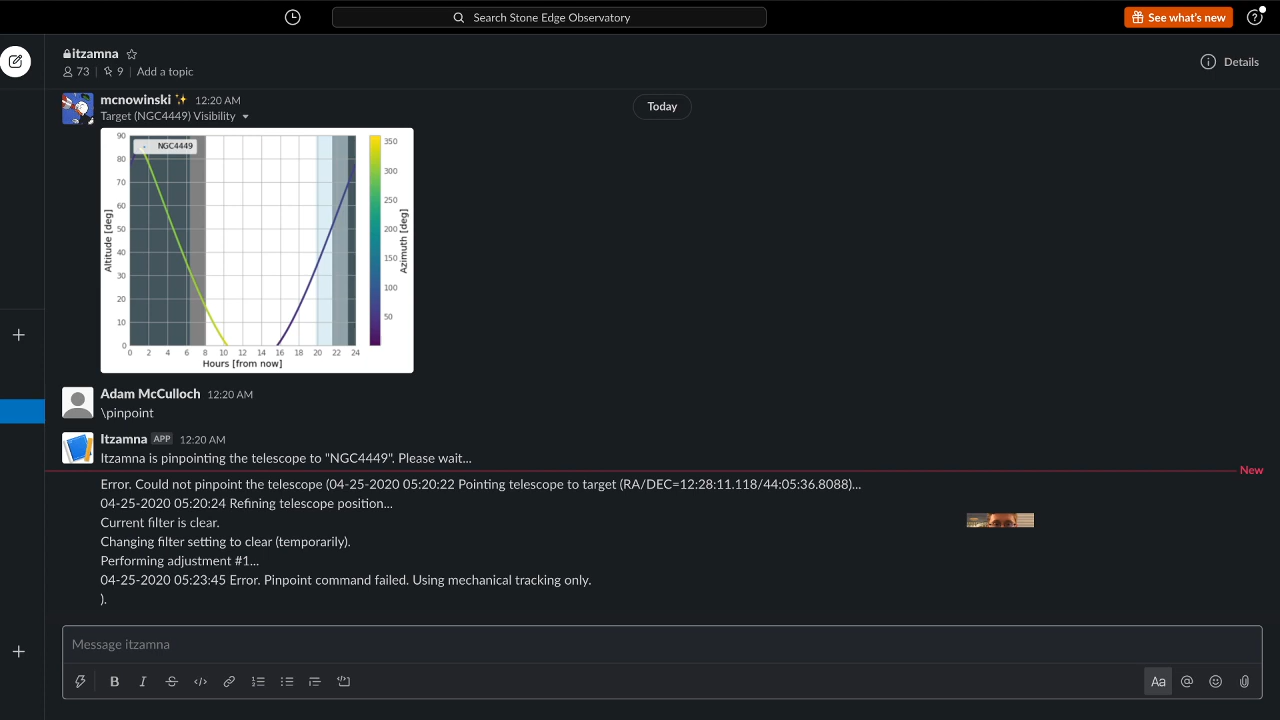 Search Stone Edge Observatory
See what's new
itzamna
73 | 9 | Add a topic
Details
Today
mcnowinski 12:20 AM
Target (NGC4449) Visibility
NGC4449
90
80
70
60
50
40
30
20
10
0
Altitude [deg]
0 2 4 6 8 10 12 14 16 18 20 22 24
Hours [from now]
350
300
250
200
150
100
50
Azimuth [deg]
Adam McCulloch 12:20 AM
\pinpoint
Itzamna APP 12:20 AM
Itzamna is pinpointing the telescope to "NGC4449". Please wait...
New
Error. Could not pinpoint the telescope (04-25-2020 05:20:22 Pointing telescope to target (RA/DEC=12:28:11.118/44:05:36.8088)...
04-25-2020 05:20:24 Refining telescope position...
Current filter is clear.
Changing filter setting to clear (temporarily).
Performing adjustment #1...
04-25-2020 05:23:45 Error. Pinpoint command failed. Using mechanical tracking only.
).
Message itzamna
B I S </> Aa @